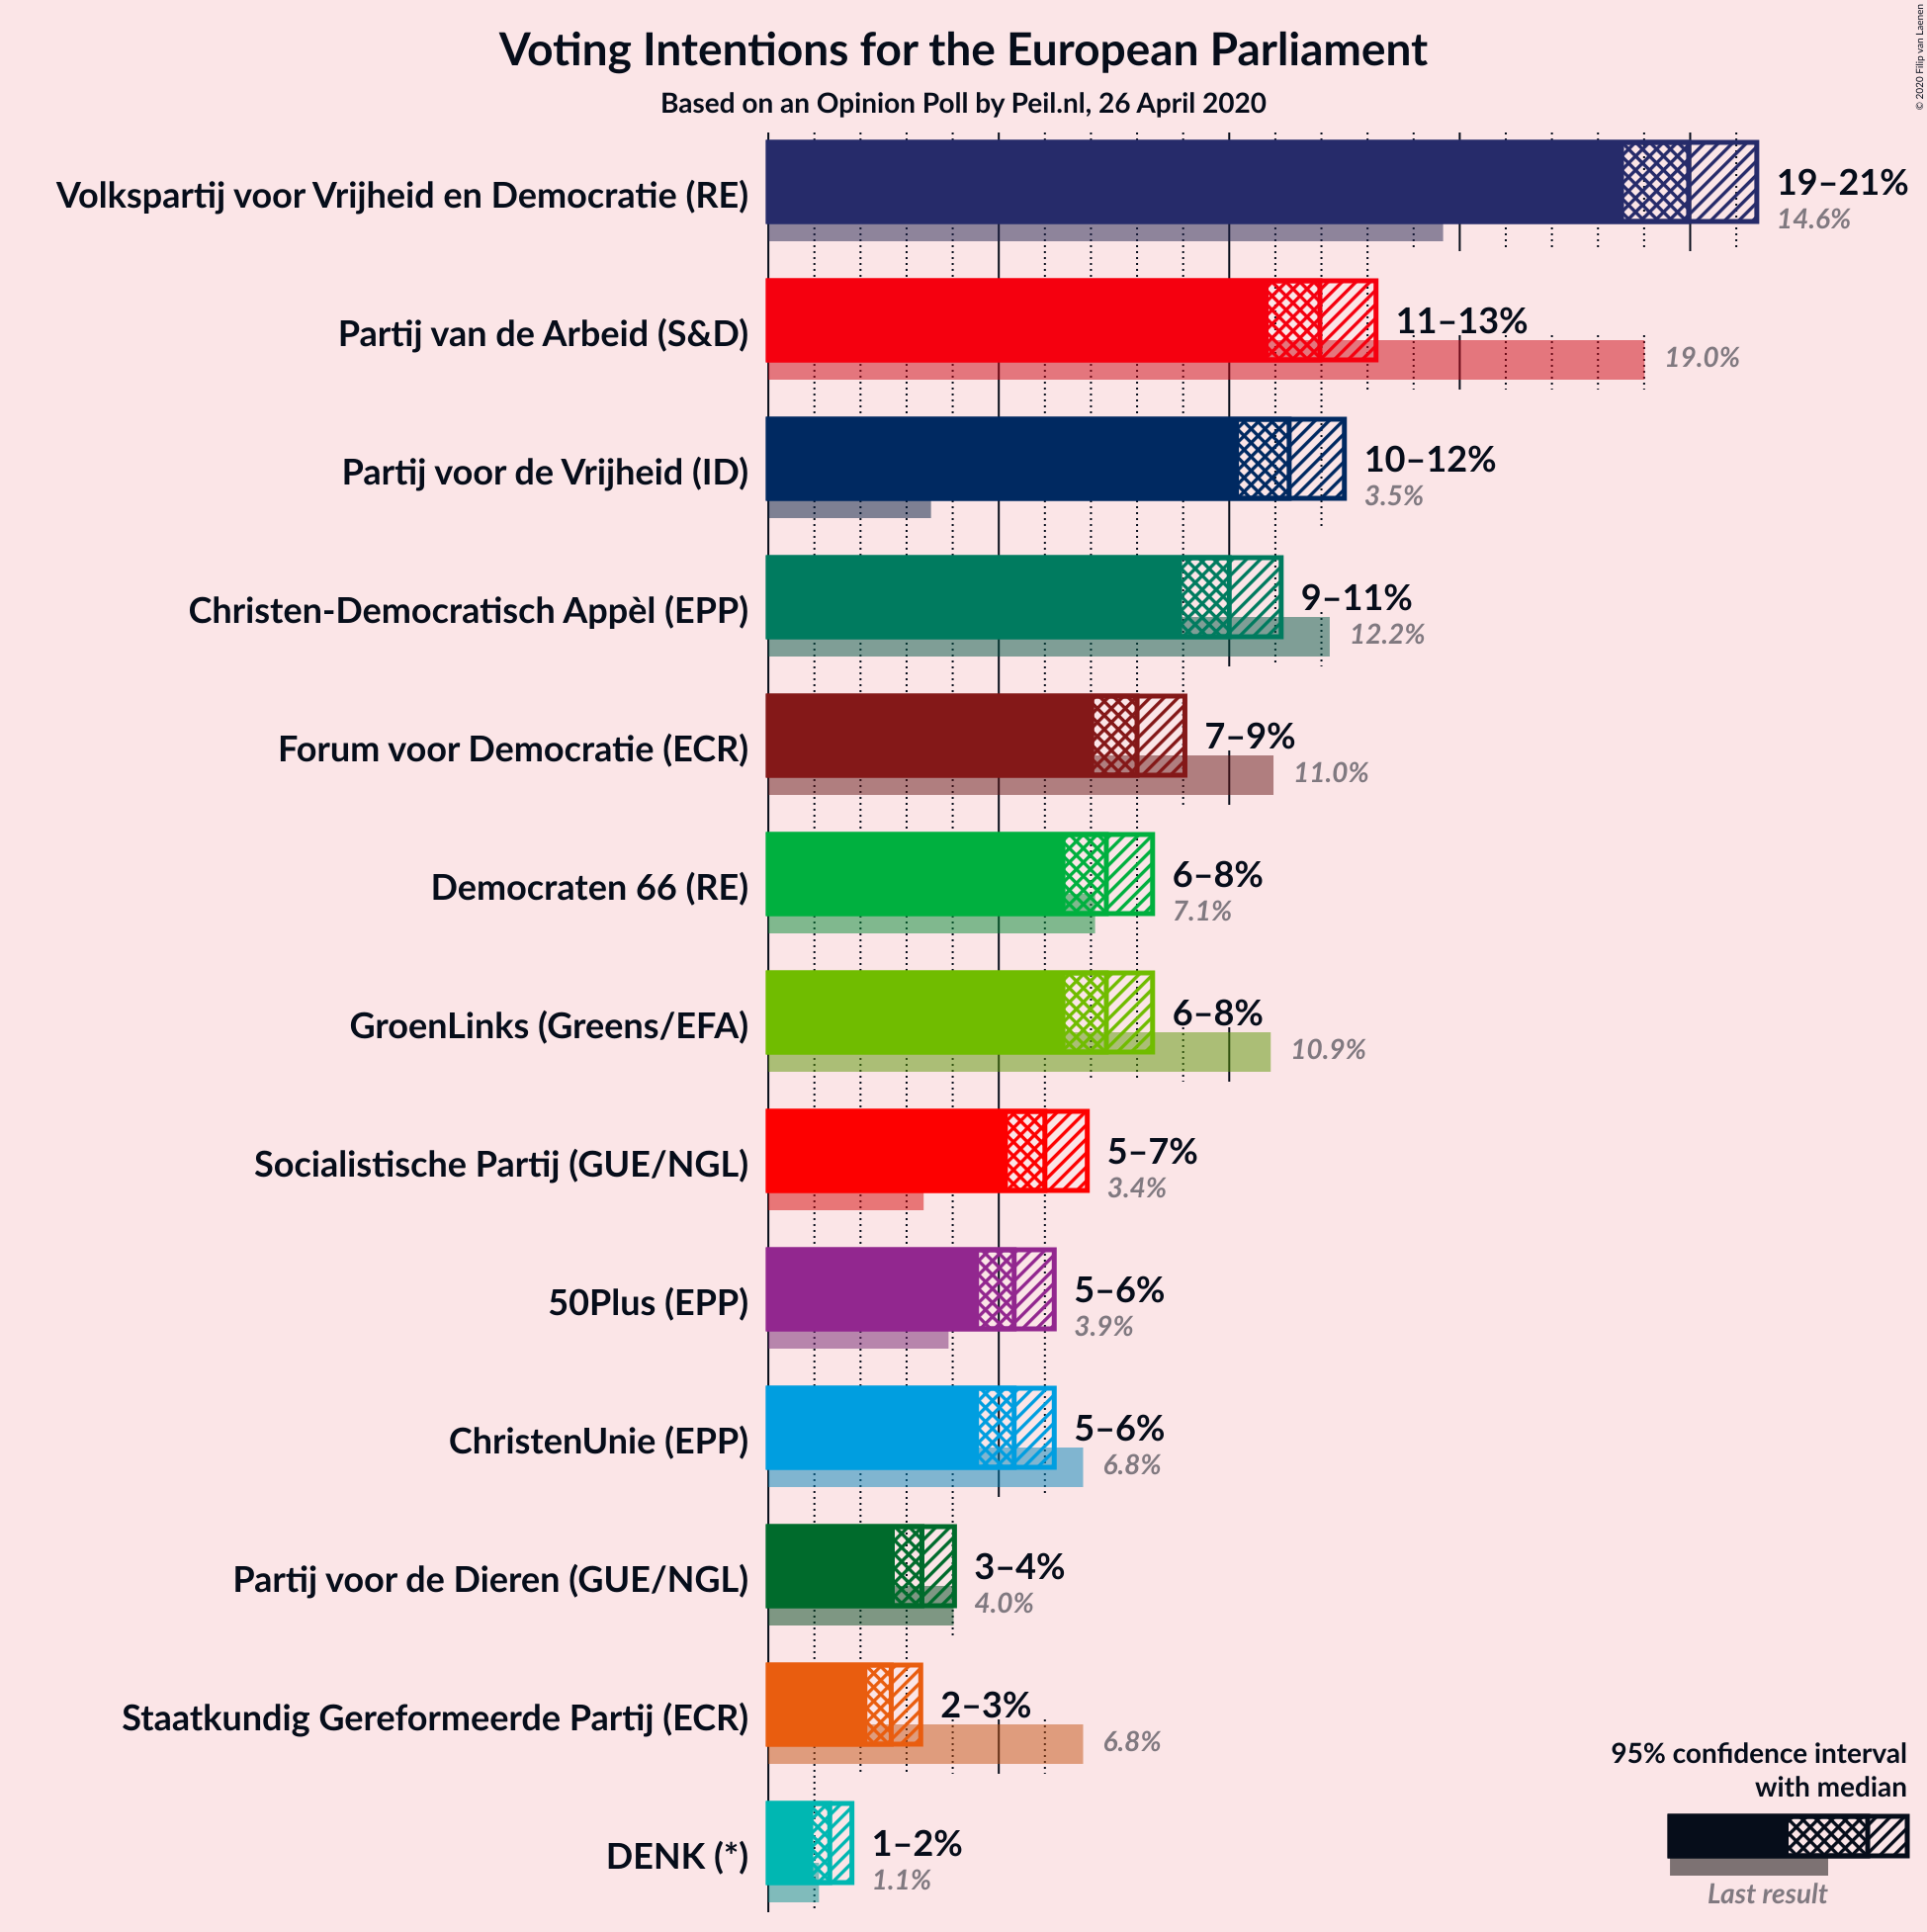 Voting Intentions for the European Parliament
Based on an Opinion Poll by Peil.nl, 26 April 2020
© 2020 Filip van Laenen
Volkspartij voor Vrijheid en Democratie (RE)
19–21%
14.6%
Partij van de Arbeid (S&D)
11–13%
19.0%
Partij voor de Vrijheid (ID)
10–12%
3.5%
Christen-Democratisch Appèl (EPP)
9–11%
12.2%
Forum voor Democratie (ECR)
7–9%
11.0%
Democraten 66 (RE)
6–8%
7.1%
GroenLinks (Greens/EFA)
6–8%
10.9%
Socialistische Partij (GUE/NGL)
5–7%
3.4%
50Plus (EPP)
5–6%
3.9%
ChristenUnie (EPP)
5–6%
6.8%
Partij voor de Dieren (GUE/NGL)
3–4%
4.0%
Staatkundig Gereformeerde Partij (ECR)
2–3%
6.8%
DENK (*)
1–2%
1.1%
95% confidence interval
with median
Last result